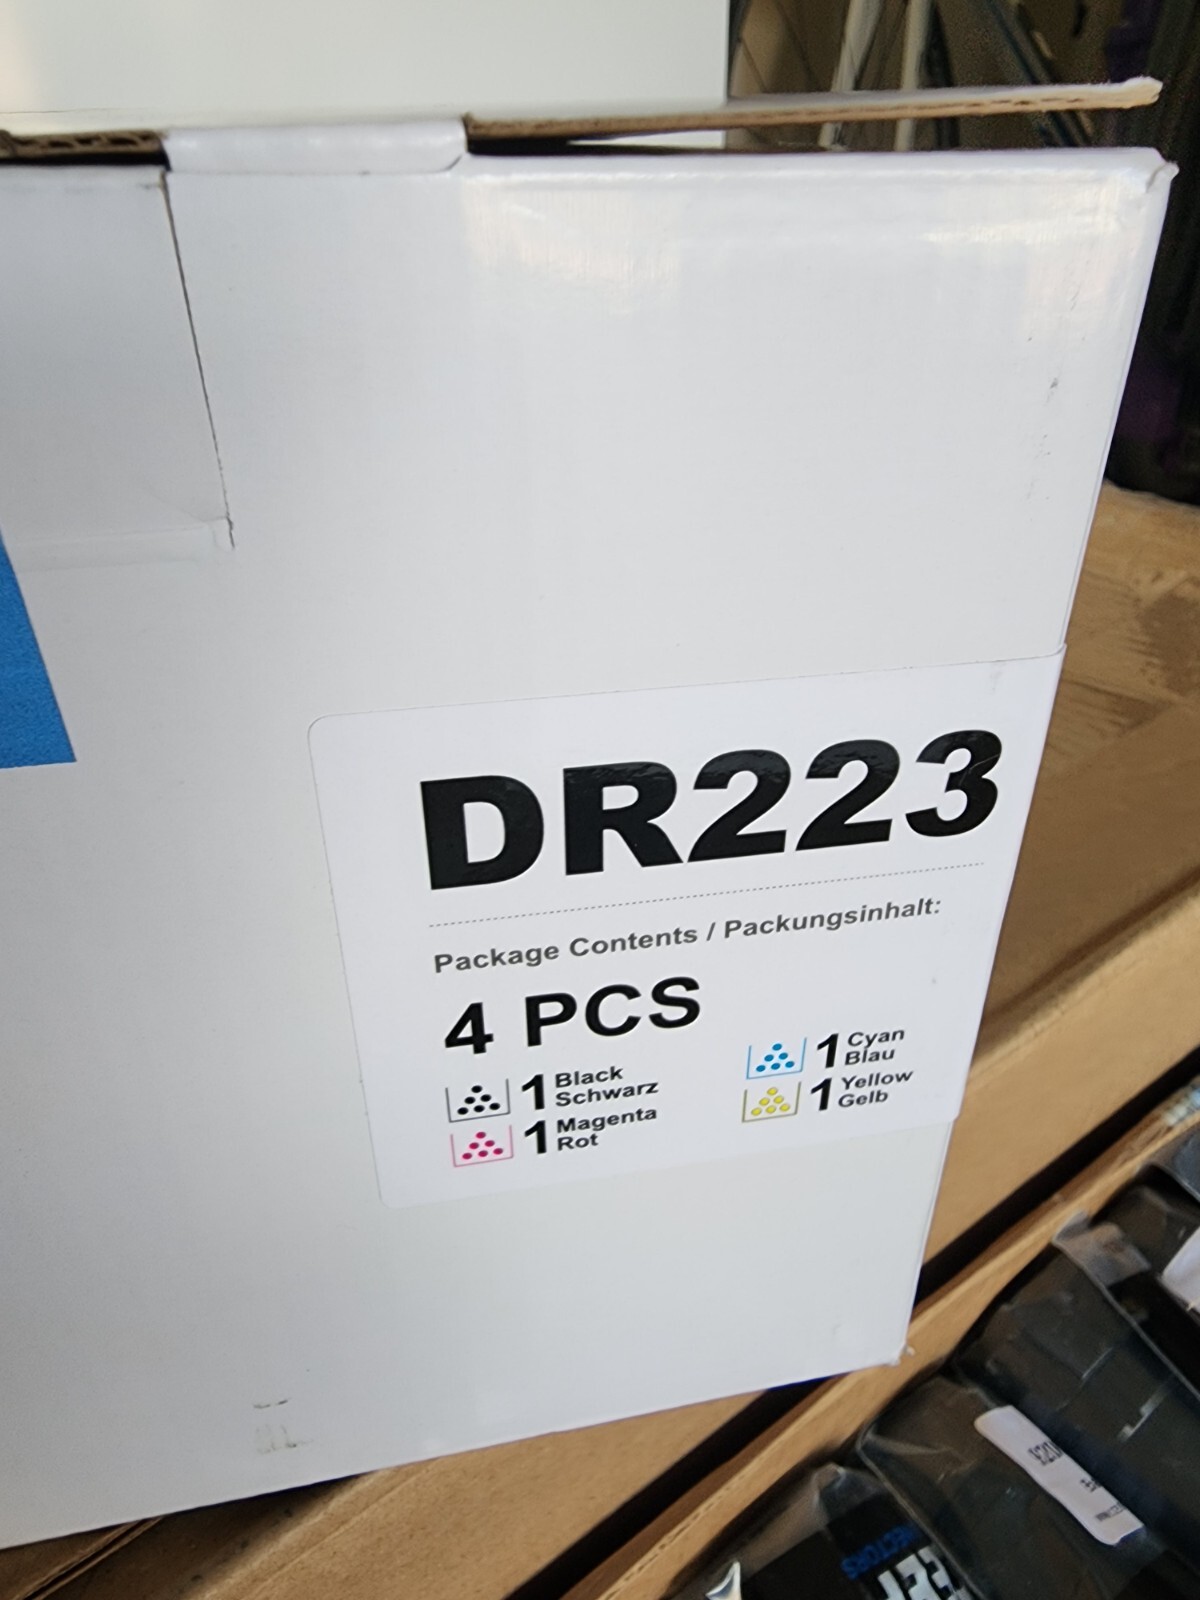 DR223
Package Contents / Packungsinhalt:
4 PCS
1 Black Schwarz
1 Cyan Blau
1 Magenta Rot
1 Yellow Gelb